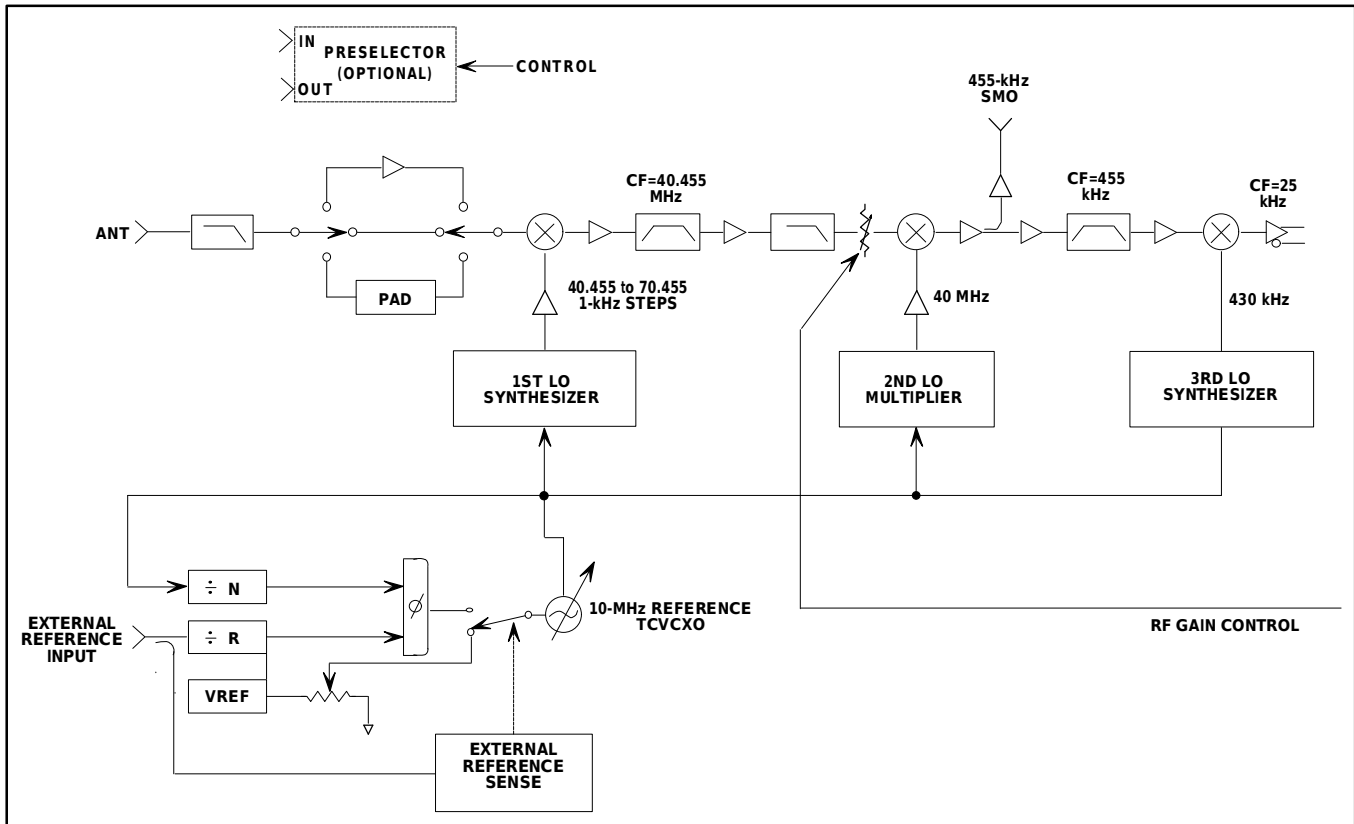 IN
PRESELECTOR
(OPTIONAL)
OUT
CONTROL
455-kHz
SMO
CF=40.455
MHz
CF=455
kHz
CF=25
kHz
ANT
PAD
40.455 to 70.455
1-kHz STEPS
40 MHz
430 kHz
1ST LO
SYNTHESIZER
2ND LO
MULTIPLIER
3RD LO
SYNTHESIZER
÷ N
ϕ
10-MHz REFERENCE
TCVCXO
EXTERNAL
REFERENCE
INPUT
÷ R
RF GAIN CONTROL
VREF
EXTERNAL
REFERENCE
SENSE